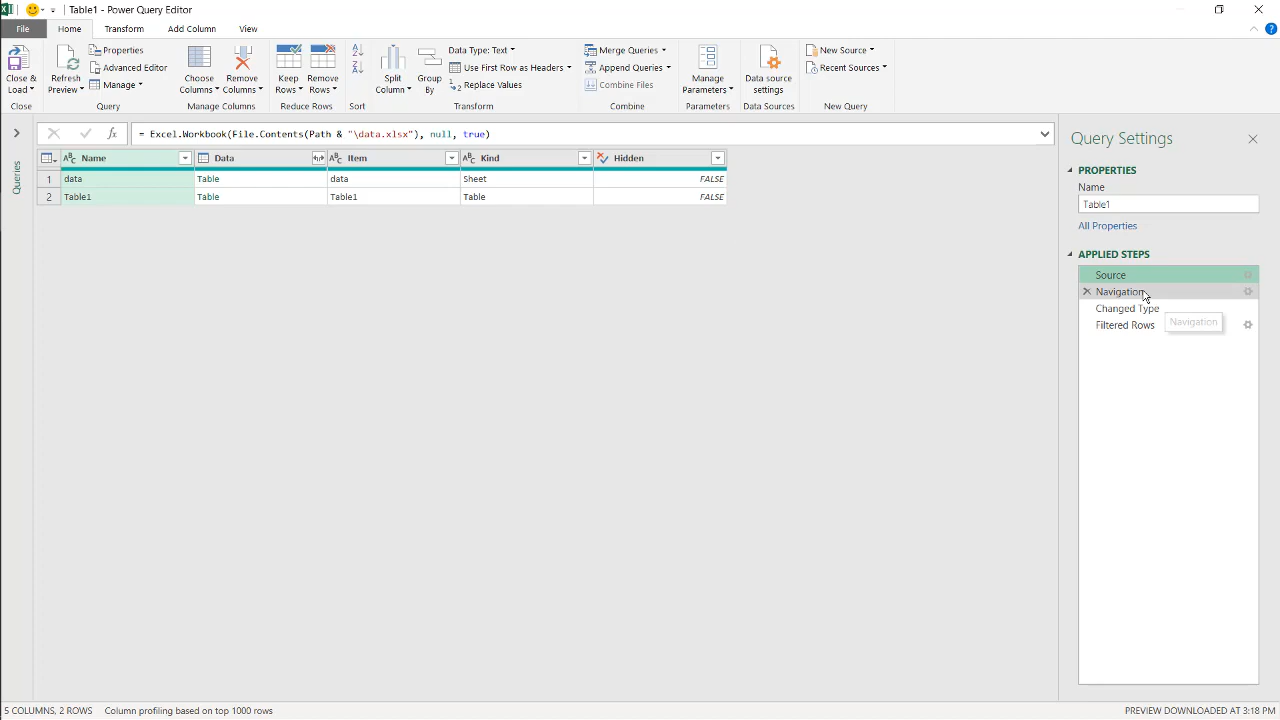 Table1 - Power Query Editor
File
Home
Transform
Add Column
View
Close & Load
Refresh Preview
Properties
Advanced Editor
Manage
Choose Columns
Remove Columns
Keep Rows
Remove Rows
Split Column
Group By
Data Type: Text
Use First Row as Headers
Replace Values
Merge Queries
Append Queries
Combine Files
Manage Parameters
Data source settings
New Source
Recent Sources
Close
Query
Manage Columns
Reduce Rows
Sort
Transform
Combine
Parameters
Data Sources
New Query
= Excel.Workbook(File.Contents(Path & "\data.xlsx"), null, true)
Queries
Name Data Item Kind Hidden
1 data Table data Sheet FALSE
2 Table1 Table Table1 Table FALSE
Query Settings
PROPERTIES
Name
Table1
All Properties
APPLIED STEPS
Source
Navigation
Changed Type
Filtered Rows
Navigation
5 COLUMNS, 2 ROWS
Column profiling based on top 1000 rows
PREVIEW DOWNLOADED AT 3:18 PM